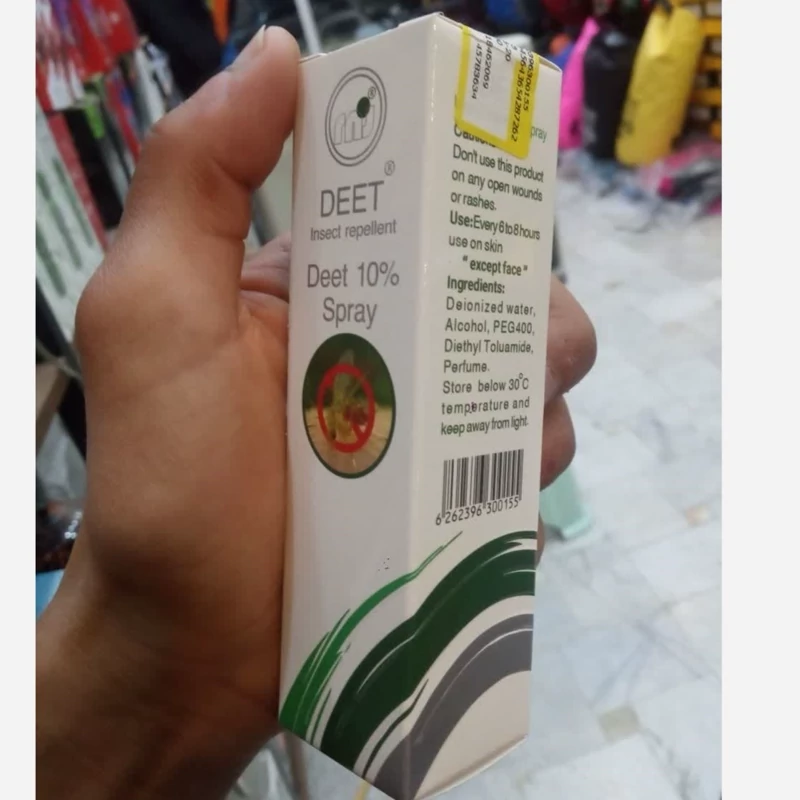 DEET®
Insect repellent
Deet 10%
Spray
Don't use this product
on any open wounds
or rashes.
Use:Every 6 to 8 hours
use on skin
"except face"
Ingredients:
Deionized water,
Alcohol, PEG400,
Diethyl Toluamide,
Perfume.
Store below 30°C
temperature and
keep away from light.
6 262396 300155